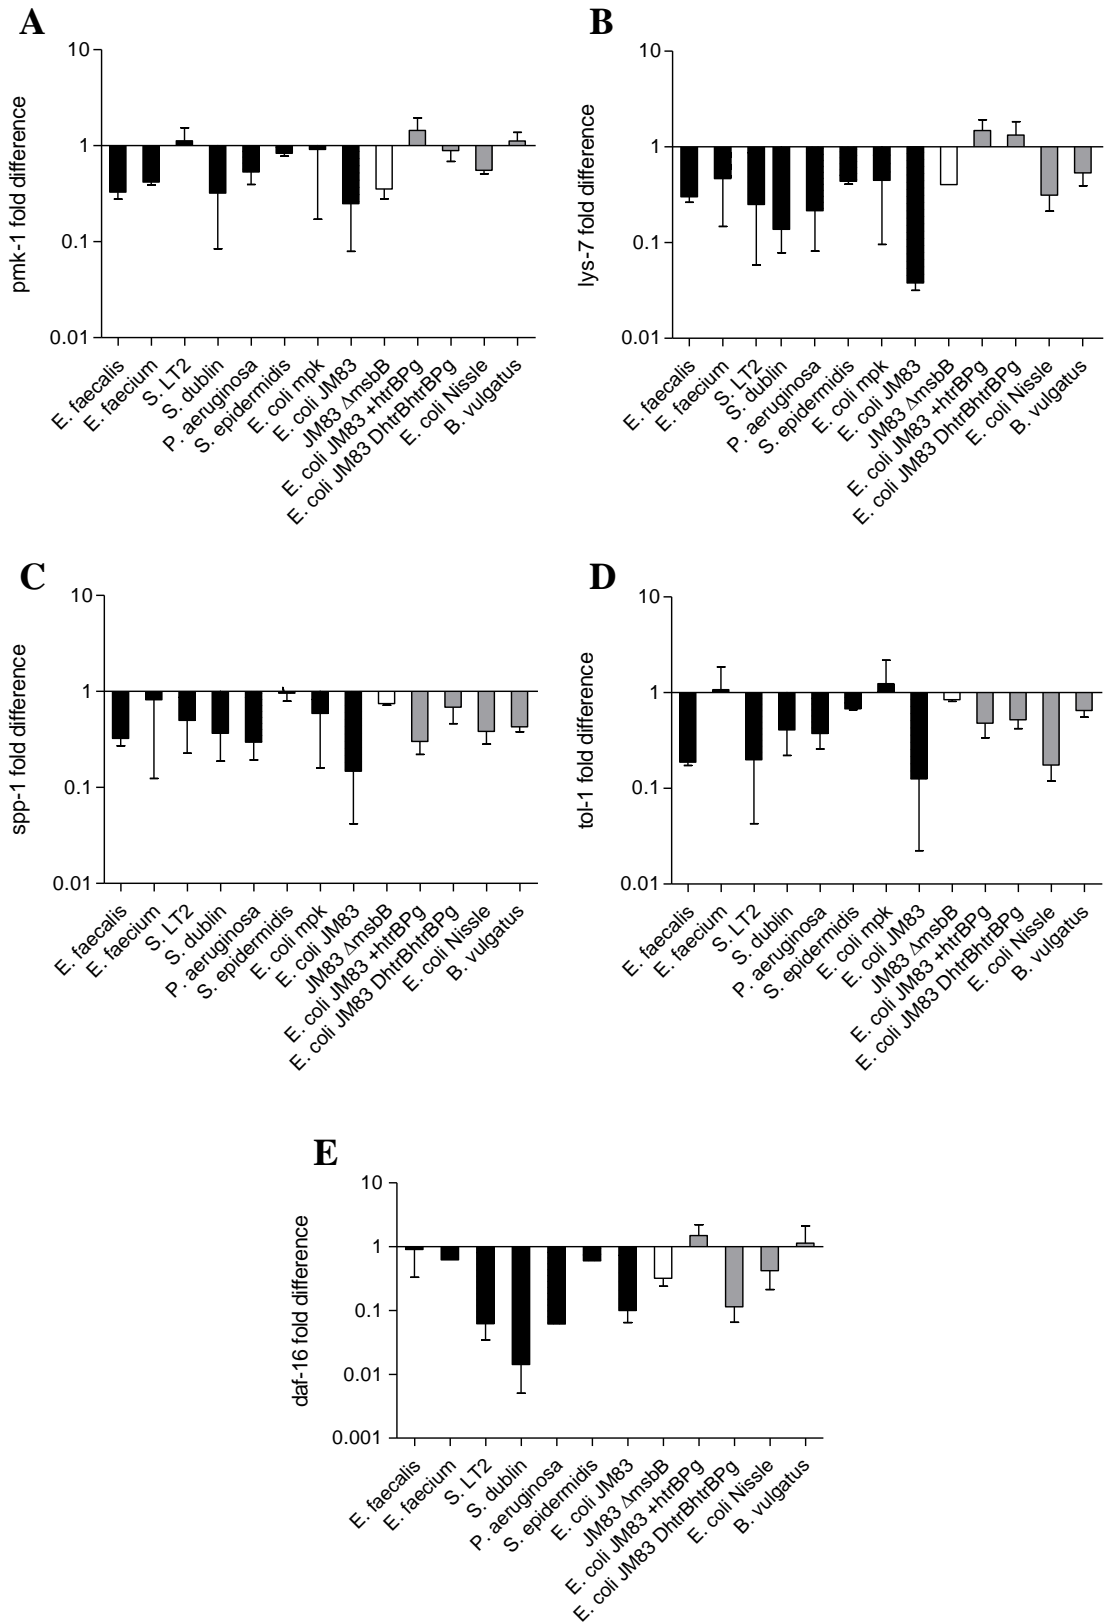 A
10
1
0.1
0.01
pmk-1 fold difference
E. faecalis
E. faecium
S. LT2
S. dublin
P. aeruginosa
S. epidermidis
E. coli mpk
E. coli JM83
JM83 ΔmsbB
E. coli JM83 +htrBPg
E. coli JM83 DhtrBhtrBPg
E. coli Nissle
B. vulgatus
B
10
1
0.1
0.01
lys-7 fold difference
E. faecalis
E. faecium
S. LT2
S. dublin
P. aeruginosa
S. epidermidis
E. coli mpk
E. coli JM83
JM83 ΔmsbB
E. coli JM83 +htrBPg
E. coli JM83 DhtrBhtrBPg
E. coli Nissle
B. vulgatus
C
10
1
0.1
0.01
spp-1 fold difference
E. faecalis
E. faecium
S. LT2
S. dublin
P. aeruginosa
S. epidermidis
E. coli mpk
E. coli JM83
JM83 ΔmsbB
E. coli JM83 +htrBPg
E. coli JM83 DhtrBhtrBPg
E. coli Nissle
B. vulgatus
D
10
1
0.1
0.01
tol-1 fold difference
E. faecalis
E. faecium
S. LT2
S. dublin
P. aeruginosa
S. epidermidis
E. coli mpk
E. coli JM83
JM83 ΔmsbB
E. coli JM83 +htrBPg
E. coli JM83 DhtrBhtrBPg
E. coli Nissle
B. vulgatus
E
10
1
0.1
0.01
0.001
daf-16 fold difference
E. faecalis
E. faecium
S. LT2
S. dublin
P. aeruginosa
S. epidermidis
E. coli JM83
JM83 ΔmsbB
E. coli JM83 +htrBPg
E. coli JM83 DhtrBhtrBPg
E. coli Nissle
B. vulgatus